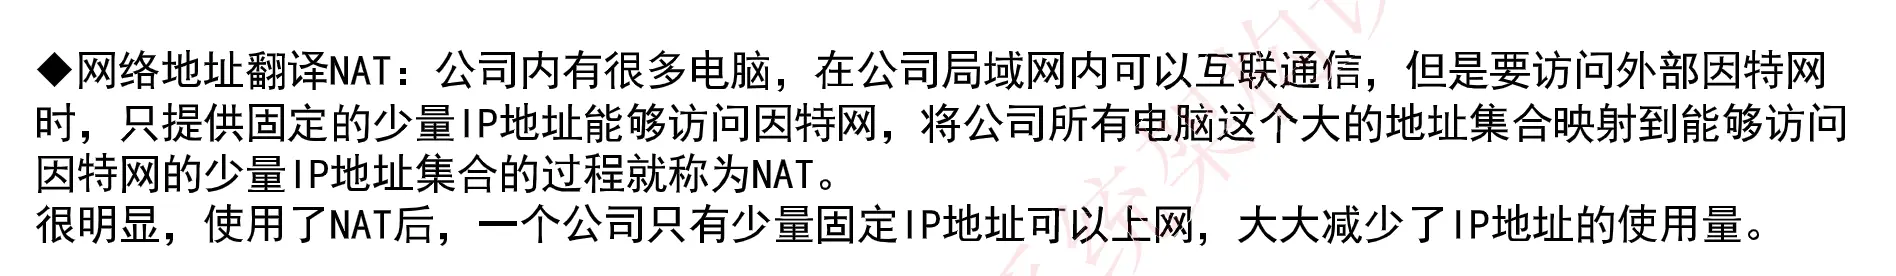 ◆网络地址翻译NAT：公司内有很多电脑，在公司局域网内可以互联通信，但是要访问外部因特网
时，只提供固定的少量IP地址能够访问因特网，将公司所有电脑这个大的地址集合映射到能够访问
因特网的少量IP地址集合的过程就称为NAT。
很明显，使用了NAT后，一个公司只有少量固定IP地址可以上网，大大减少了IP地址的使用量。